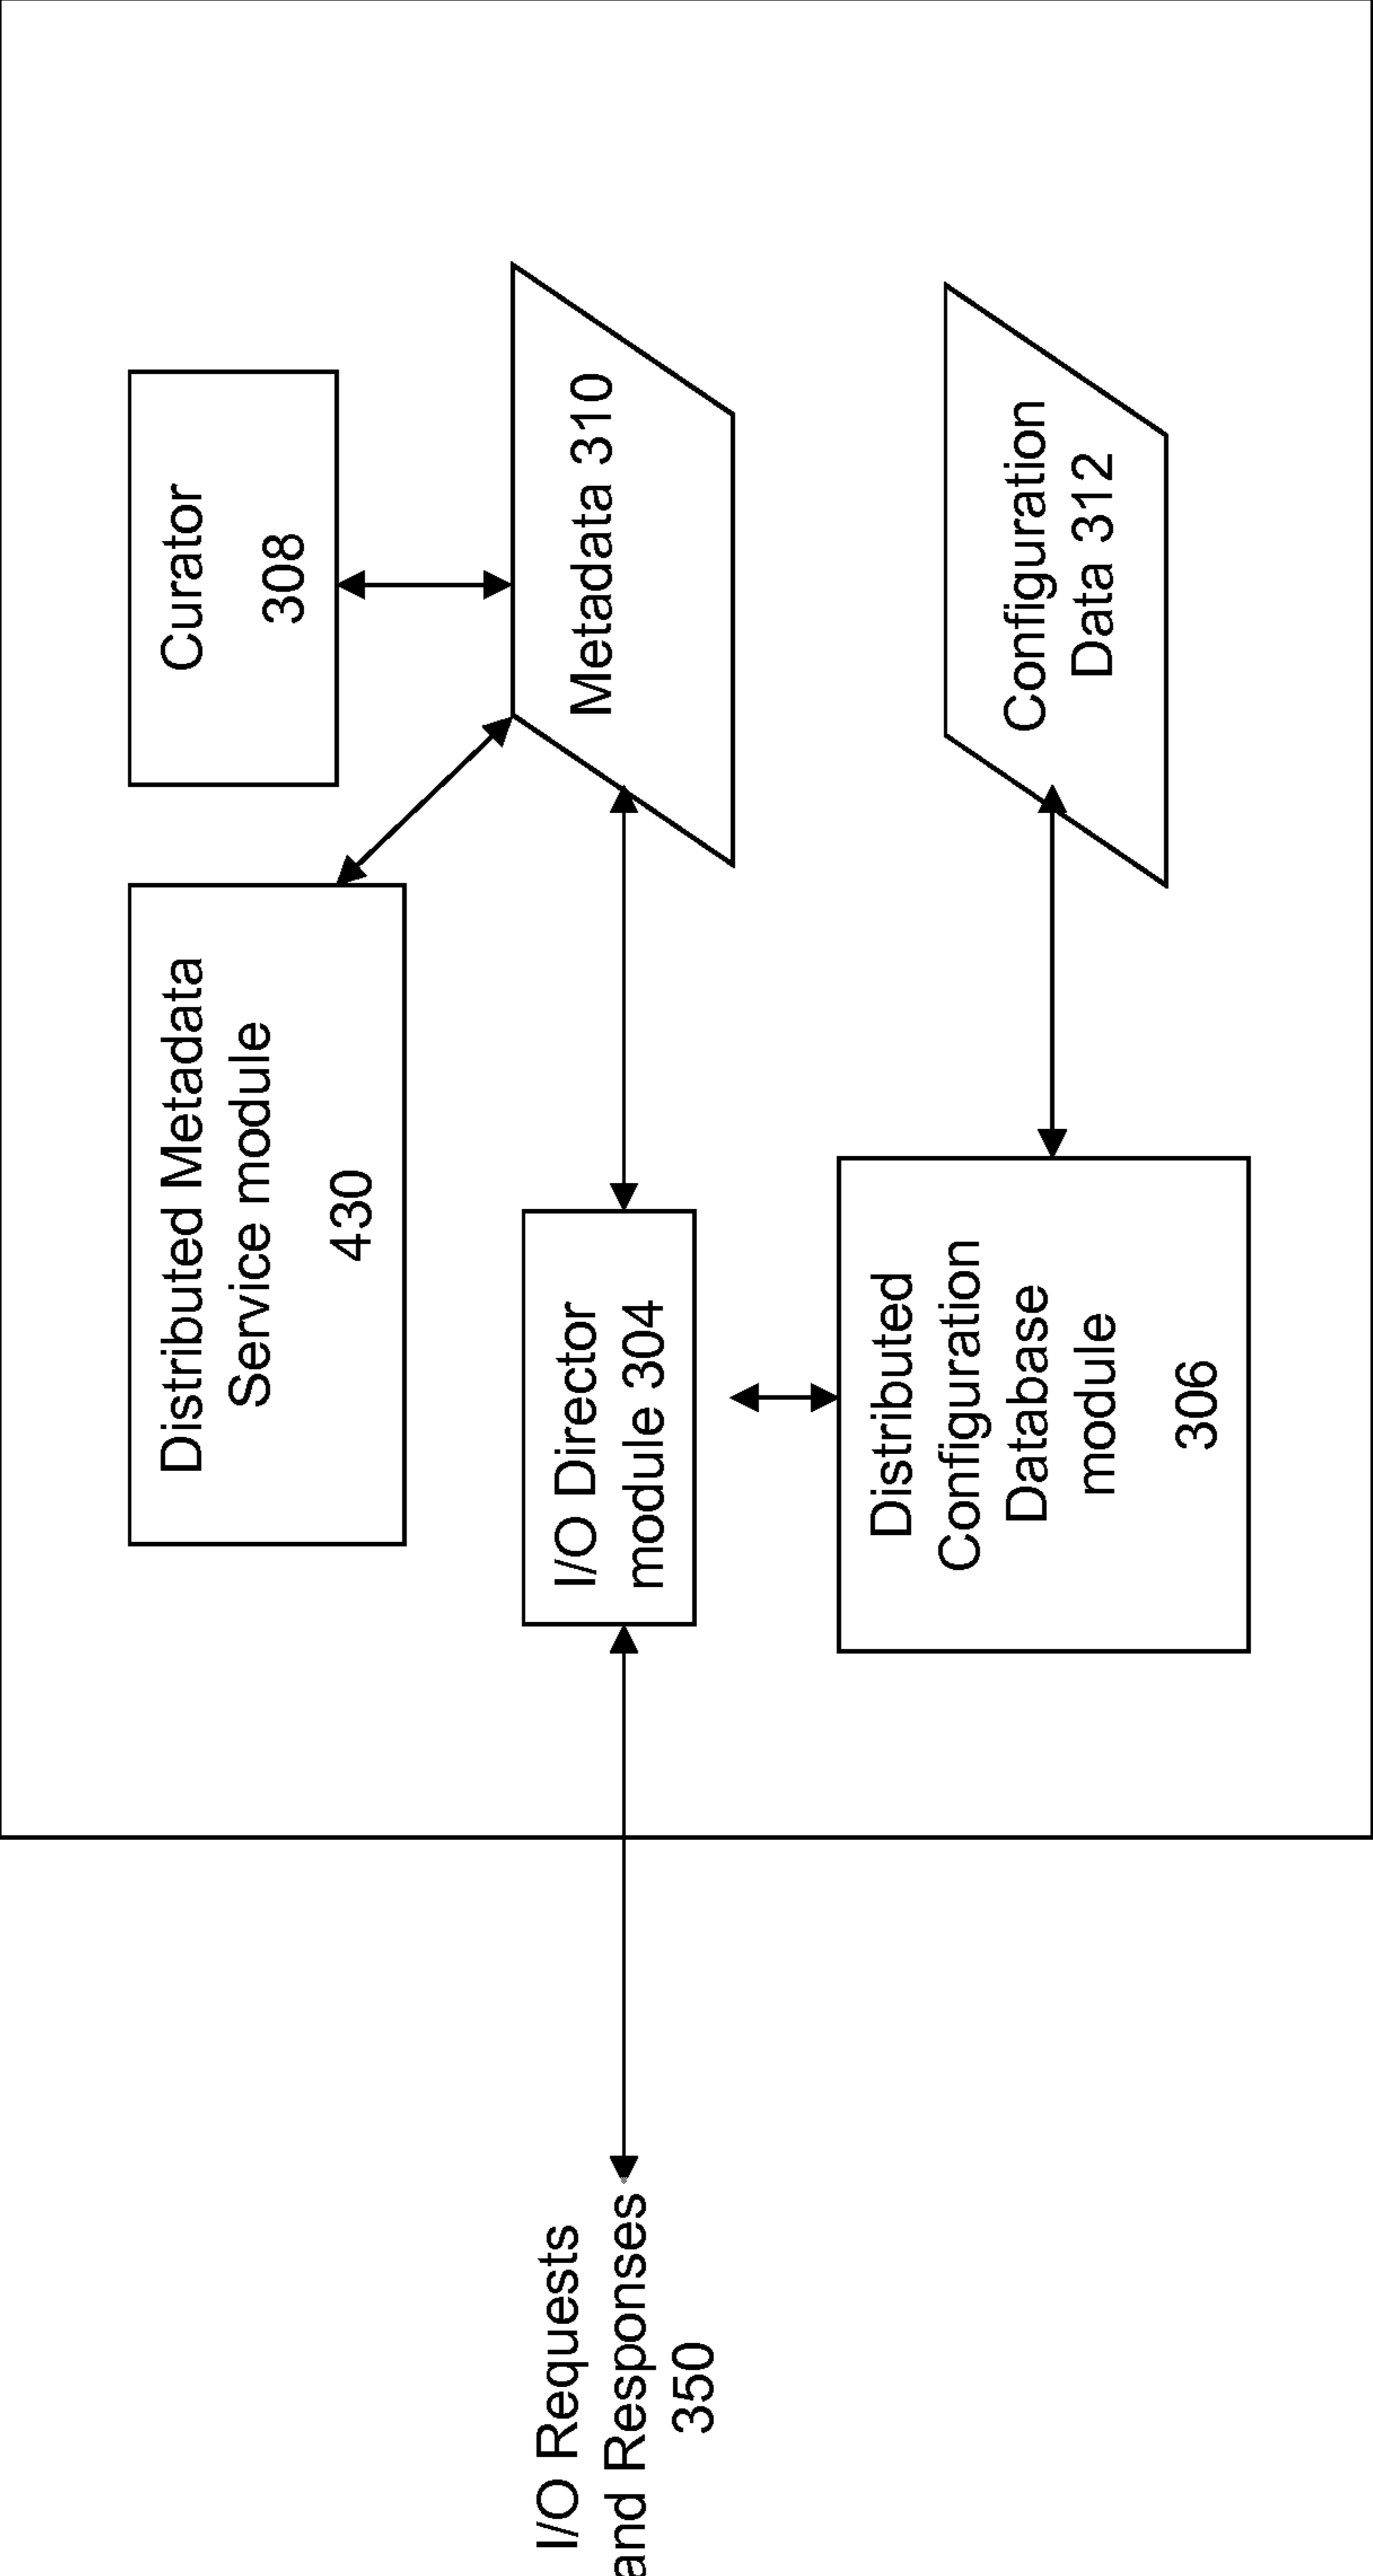 Distributed Metadata
Service module
430
Curator
308
I/O Requests
and Responses
350
I/O Director
module 304
Metadata 310
Distributed
Configuration
Database
module
306
Configuration
Data 312